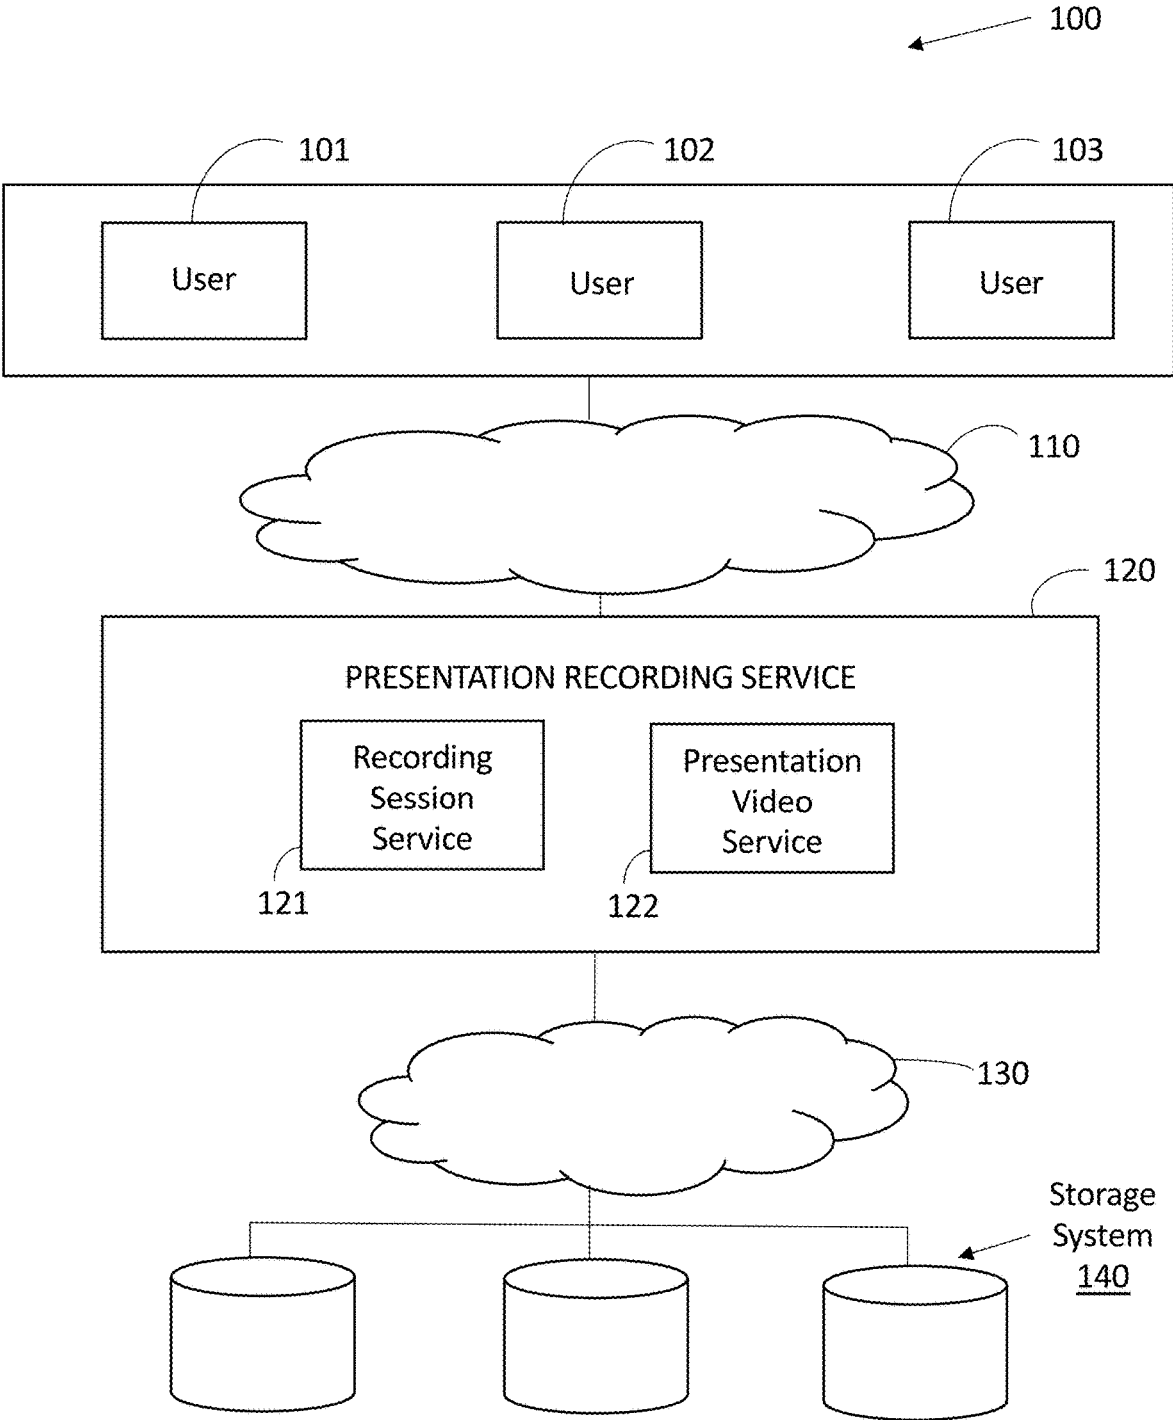 100
101
102
103
User
User
User
110
120
PRESENTATION RECORDING SERVICE
Recording
Session
Service
Presentation
Video
Service
121
122
130
Storage
System
140